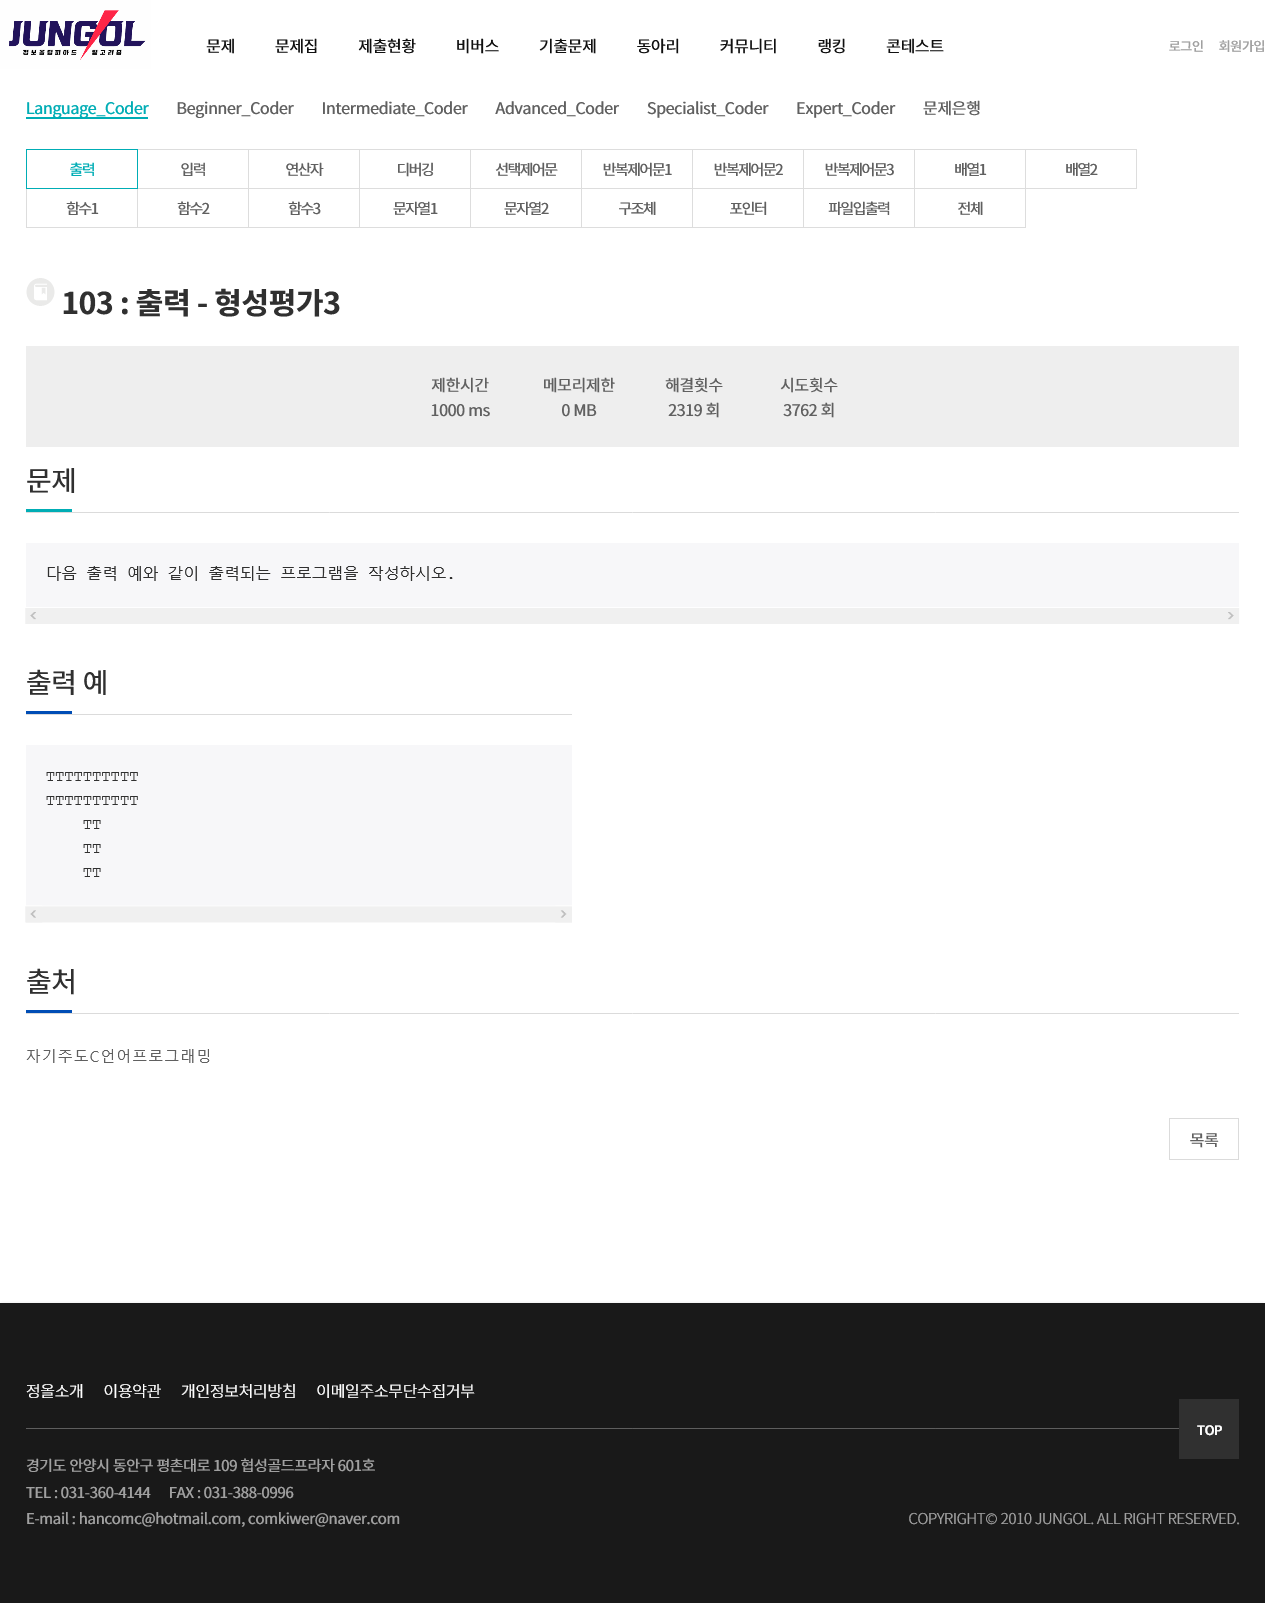 JUNGOL
정보올림피아드 알고리즘
문제 문제집 제출현황 비버스 기출문제 동아리 커뮤니티 랭킹 콘테스트 로그인 회원가입
Language_Coder Beginner_Coder Intermediate_Coder Advanced_Coder Specialist_Coder Expert_Coder 문제은행
출력 입력 연산자 디버깅 선택제어문 반복제어문1 반복제어문2 반복제어문3 배열1 배열2
함수1 함수2 함수3 문자열1 문자열2 구조체 포인터 파일입출력 전체
103 : 출력 - 형성평가3
제한시간 메모리제한 해결횟수 시도횟수
1000 ms 0 MB 2319 회 3762 회
문제
다음 출력 예와 같이 출력되는 프로그램을 작성하시오.
출력 예
TTTTTTTTTT
TTTTTTTTTT
TT
TT
TT
출처
자기주도C언어프로그래밍
목록
정올소개 이용약관 개인정보처리방침 이메일주소무단수집거부
TOP
경기도 안양시 동안구 평촌대로 109 협성골드프라자 601호
TEL : 031-360-4144 FAX : 031-388-0996
E-mail : hancomc@hotmail.com, comkiwer@naver.com COPYRIGHT© 2010 JUNGOL. ALL RIGHT RESERVED.